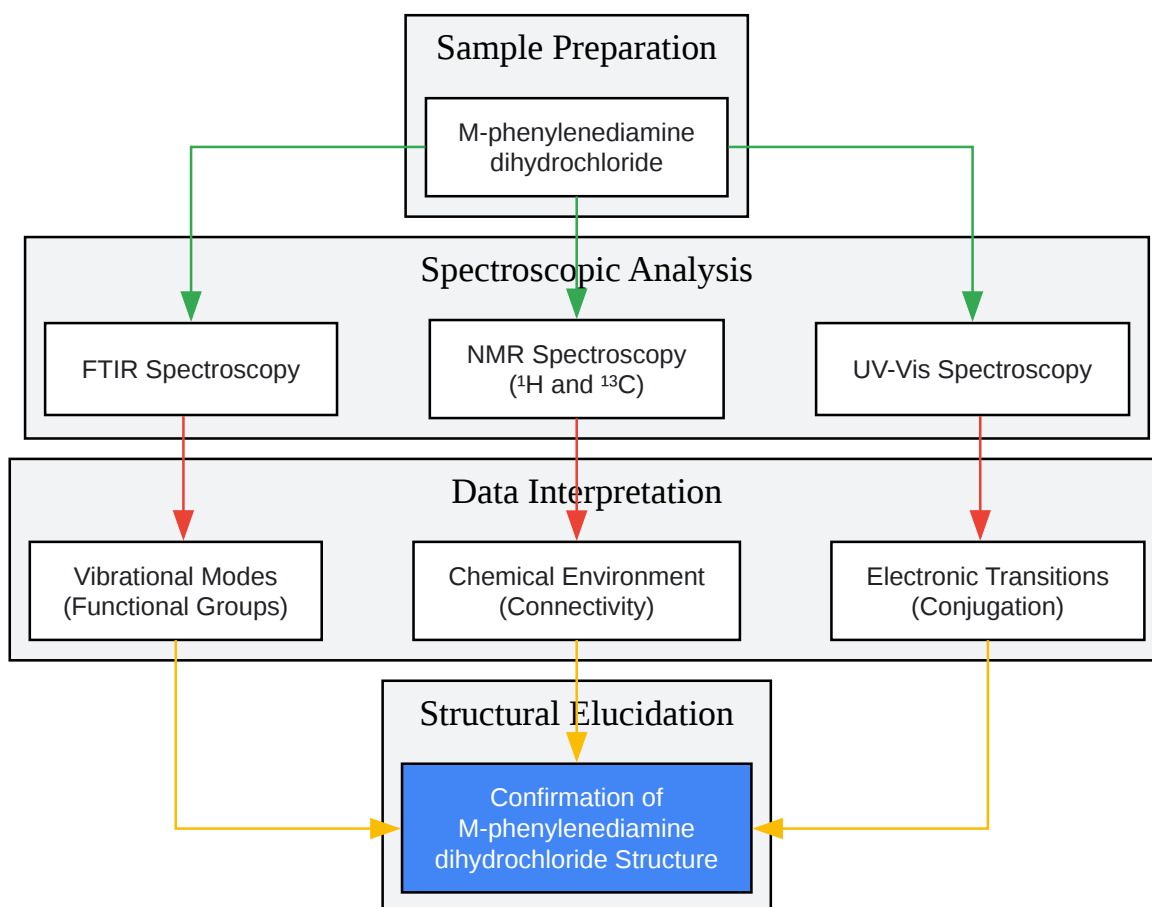 Sample Preparation
M-phenylenediamine
dihydrochloride
Spectroscopic Analysis
FTIR Spectroscopy
NMR Spectroscopy
(¹H and ¹³C)
UV-Vis Spectroscopy
Data Interpretation
Vibrational Modes
(Functional Groups)
Chemical Environment
(Connectivity)
Electronic Transitions
(Conjugation)
Structural Elucidation
Confirmation of
M-phenylenediamine
dihydrochloride Structure